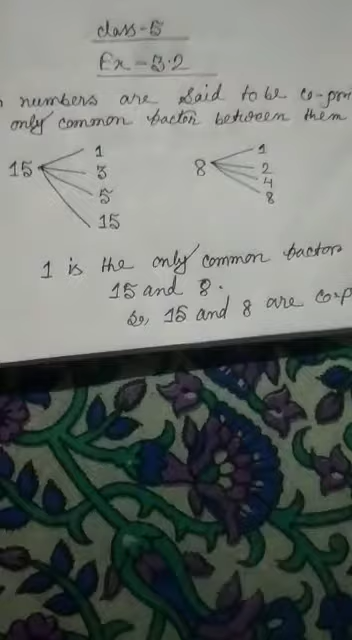 class-5
Ex - 3.2
numbers are said to be co-pri
only common factor between them
15 1 3 5 15
8 1 2 4 8
1 is the only common factor
15 and 8.
So, 15 and 8 are co-p